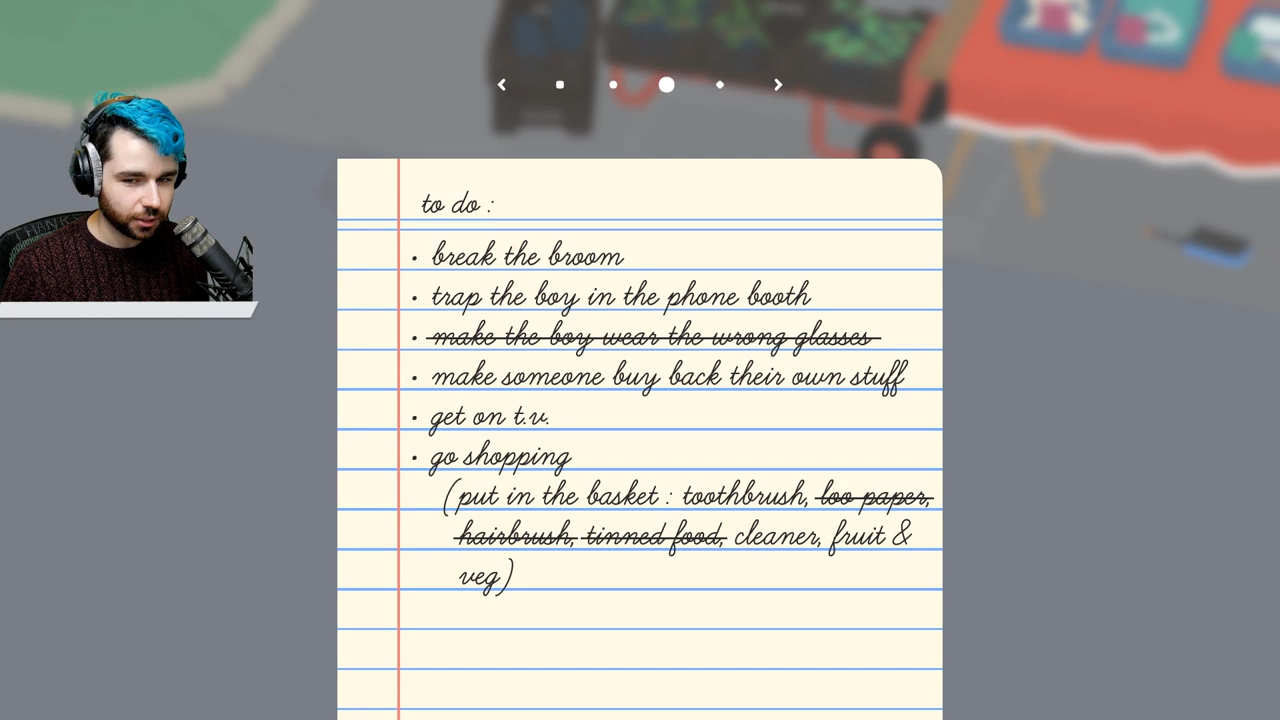 to do :
• break the broom
• trap the boy in the phone booth
• make the boy wear the wrong glasses
• make someone buy back their own stuff
• get on t.v.
• go shopping
(put in the basket : toothbrush, loo paper,
hairbrush, tinned food, cleaner, fruit &
veg)